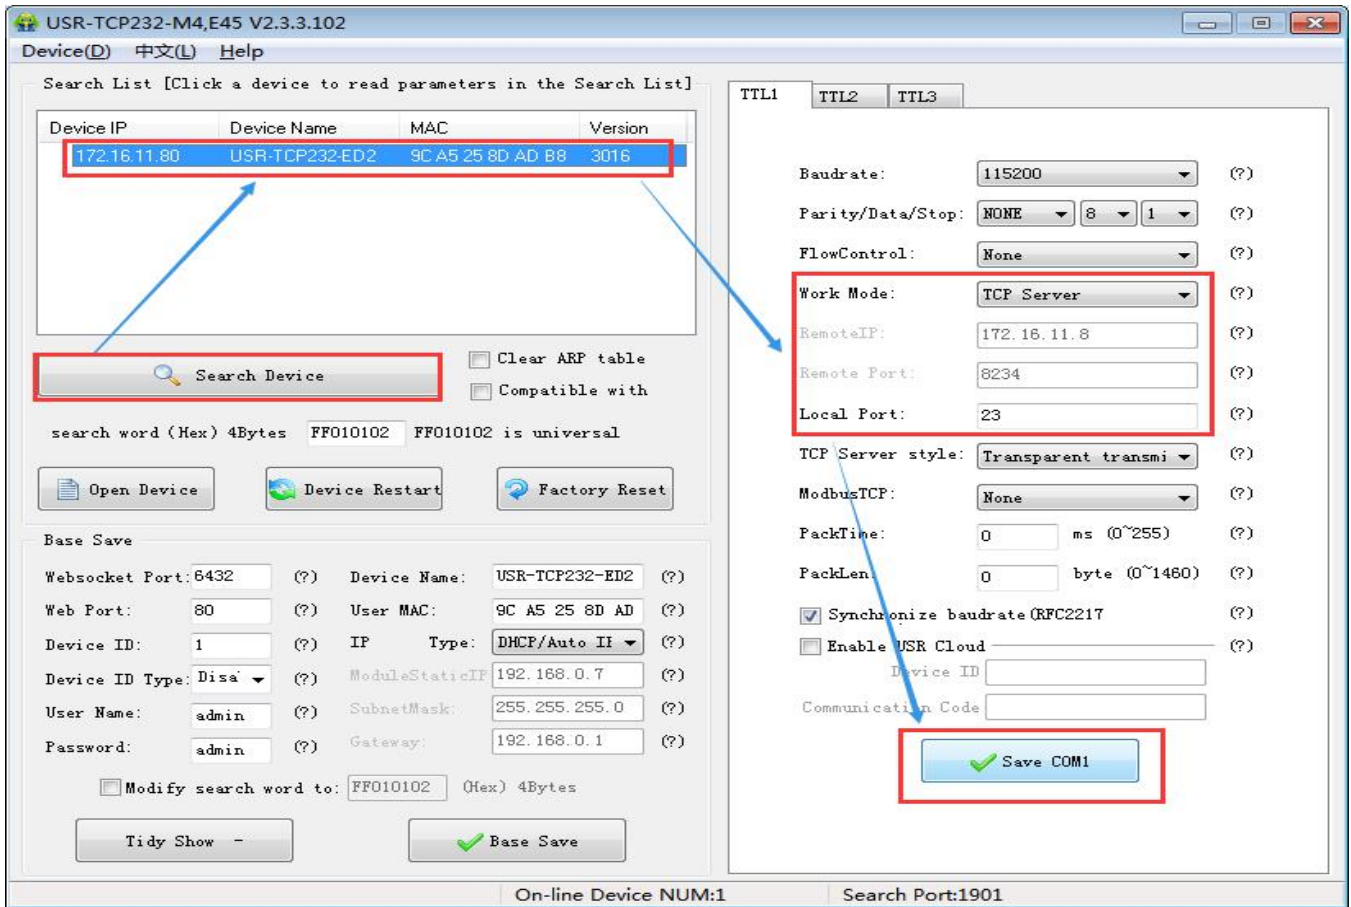 USR-TCP232-M4,E45 V2.3.3.102
Device(D) 中文(L) Help
Search List [Click a device to read parameters in the Search List]
Device IP Device Name MAC Version
172.16.11.80 USR-TCP232-ED2 9C A5 25 8D AD B8 3016
Search Device
Clear ARP table
Compatible with
search word(Hex) 4Bytes FF010102 FF010102 is universal
Open Device Device Restart Factory Reset
Base Save
Websocket Port: 6432 (?) Device Name: USR-TCP232-ED2 (?)
Web Port: 80 (?) User MAC: 9C A5 25 8D AD (?)
Device ID: 1 (?) IP Type: DHCP/Auto II (?)
Device ID Type: Disa (?) ModuleStaticIP 192.168.0.7 (?)
User Name: admin (?) SubnetMask: 255.255.255.0 (?)
Password: admin (?) Gateway: 192.168.0.1 (?)
Modify search word to: FF010102 (Hex) 4Bytes
Tidy Show - Base Save
TTL1 TTL2 TTL3
Baudrate: 115200 (?)
Parity/Data/Stop: NONE 8 1 (?)
FlowControl: None (?)
Work Mode: TCP Server (?)
RemoteIP: 172.16.11.8 (?)
Remote Port: 8234 (?)
Local Port: 23 (?)
TCP Server style: Transparent transmi (?)
ModbusTCP: None (?)
PackTime: 0 ms (0~255) (?)
PackLen: 0 byte (0~1460) (?)
Synchronize baudrate(RFC2217 (?)
Enable USR Cloud (?)
Device ID
Communication Code
Save COM1
On-line Device NUM:1 Search Port:1901